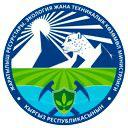 ЖАРАТЫЛЫШ РЕСУРСТАРЫ, ЭКОЛОГИЯ ЖАНА ТЕХНИКАЛЫК КӨЗӨМӨЛ МИНИСТРЛИГИ
КЫРГЫЗ РЕСПУБЛИКАСЫНЫН